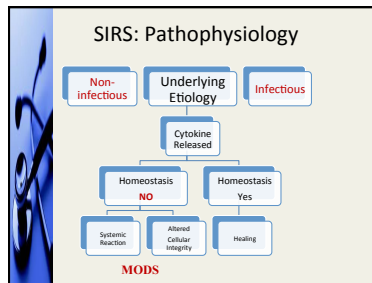 SIRS: Pathophysiology
Non-
infectious
Underlying
Etiology
Infectious
Cytokine
Released
Homeostasis
NO
Homeostasis
Yes
Systemic
Reaction
Altered
Cellular
Integrity
Healing
MODS